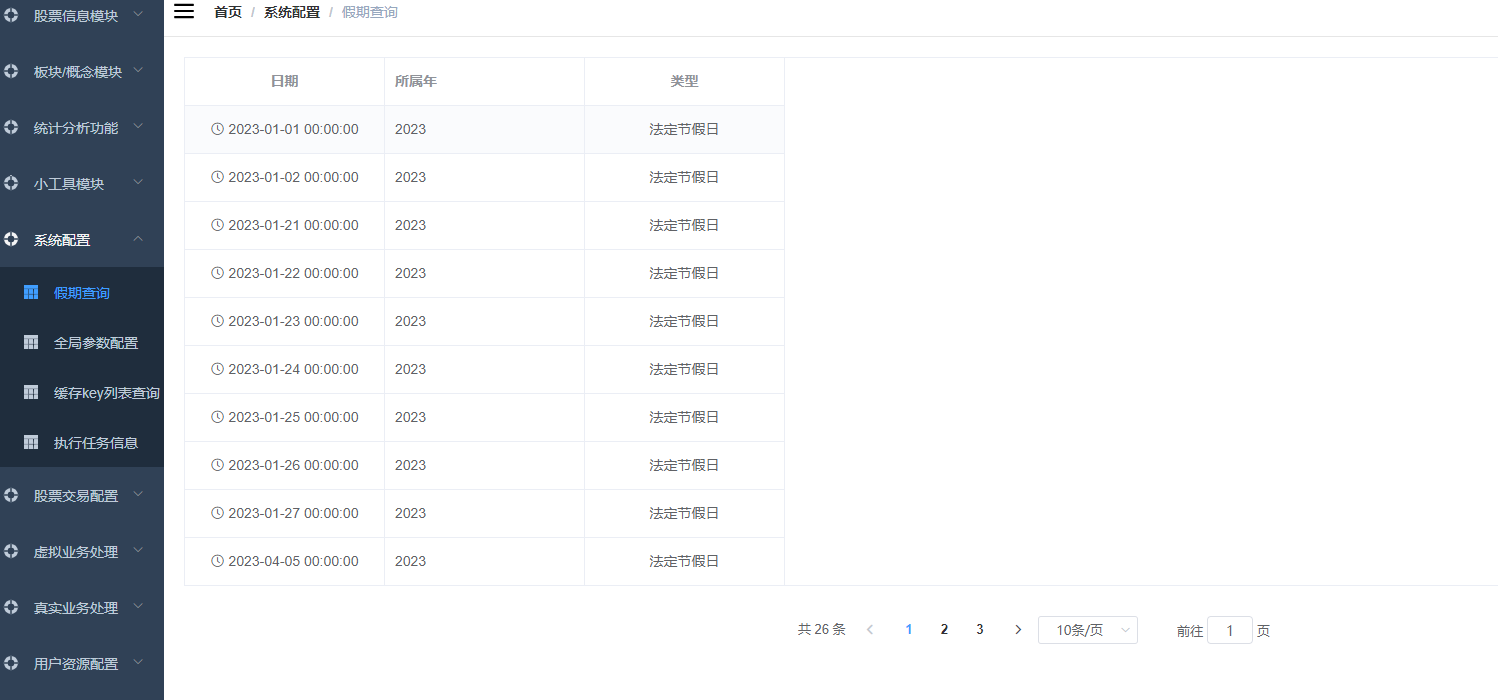 股票信息模块
板块/概念模块
统计分析功能
小工具模块
系统配置
假期查询
全局参数配置
缓存key列表查询
执行任务信息
股票交易配置
虚拟业务处理
真实业务处理
用户资源配置
首页 / 系统配置 / 假期查询
日期 所属年 类型
2023-01-01 00:00:00 2023 法定节假日
2023-01-02 00:00:00 2023 法定节假日
2023-01-21 00:00:00 2023 法定节假日
2023-01-22 00:00:00 2023 法定节假日
2023-01-23 00:00:00 2023 法定节假日
2023-01-24 00:00:00 2023 法定节假日
2023-01-25 00:00:00 2023 法定节假日
2023-01-26 00:00:00 2023 法定节假日
2023-01-27 00:00:00 2023 法定节假日
2023-04-05 00:00:00 2023 法定节假日
共 26 条 1 2 3 10条/页 前往 1 页